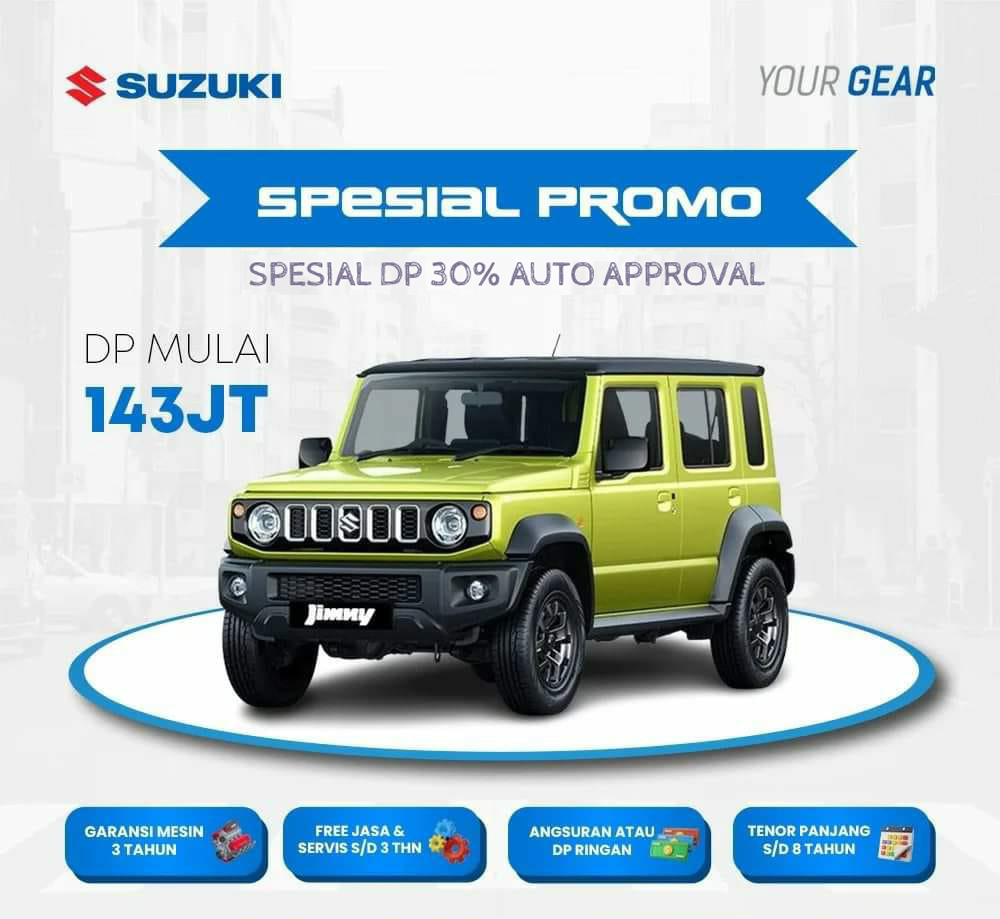 SUZUKI
YOUR GEAR
SPESIAL PROMO
SPESIAL DP 30% AUTO APPROVAL
DP MULAI
143JT
Jimny
GARANSI MESIN
3 TAHUN
FREE JASA &
SERVIS S/D 3 THN
ANGSURAN ATAU
DP RINGAN
TENOR PANJANG
S/D 8 TAHUN